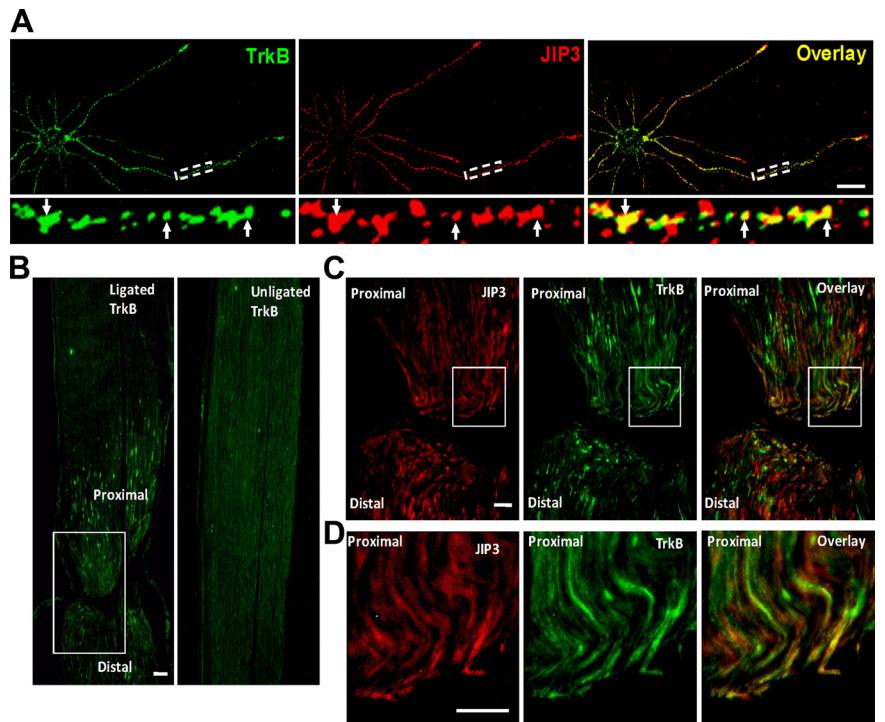 A
TrkB
JIP3
Overlay
B
Ligated
TrkB
Proximal
Distal
Unligated
TrkB
C
Proximal
JIP3
Distal
Proximal
TrkB
Distal
Proximal
Overlay
Distal
D
Proximal
JIP3
Proximal
TrkB
Proximal
Overlay